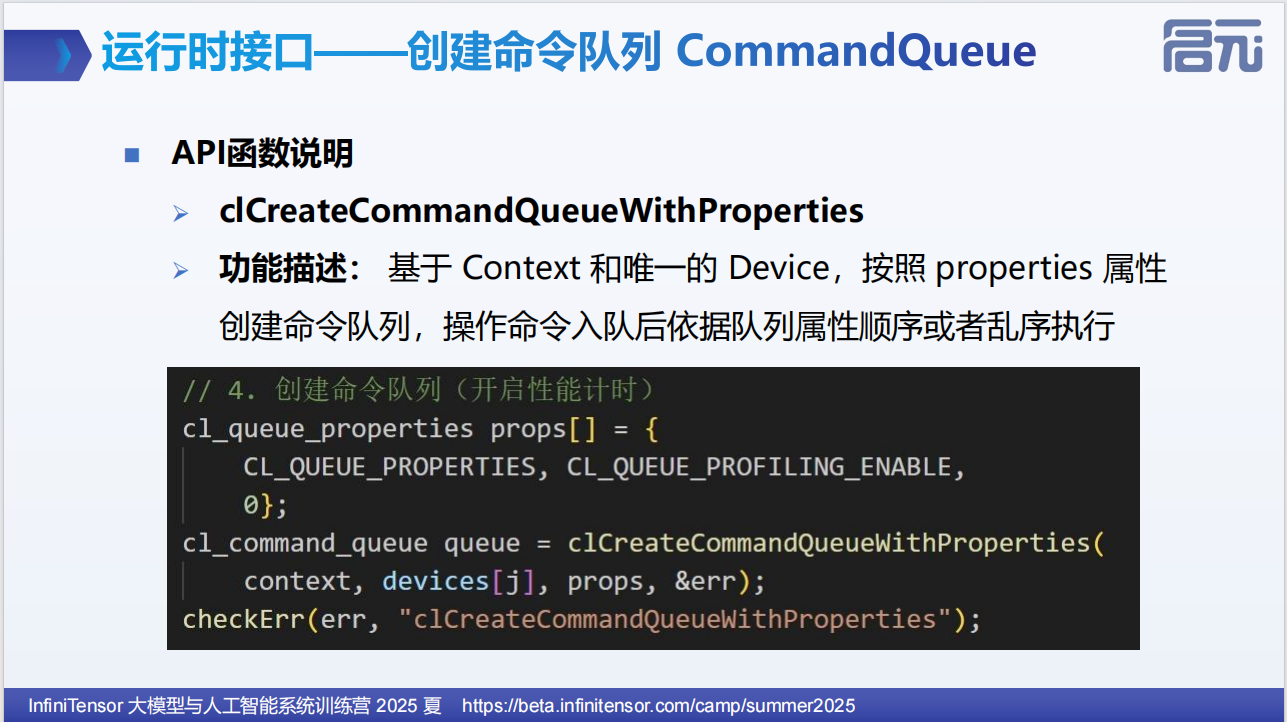 运行时接口——创建命令队列 CommandQueue
启元
API函数说明
clCreateCommandQueueWithProperties
功能描述： 基于 Context 和唯一的 Device，按照 properties 属性
创建命令队列，操作命令入队后依据队列属性顺序或者乱序执行
// 4. 创建命令队列（开启性能计时）
cl_queue_properties props[] = {
    CL_QUEUE_PROPERTIES, CL_QUEUE_PROFILING_ENABLE,
    0};
cl_command_queue queue = clCreateCommandQueueWithProperties(
    context, devices[j], props, &err);
checkErr(err, "clCreateCommandQueueWithProperties");
InfiniTensor 大模型与人工智能系统训练营 2025 夏 https://beta.infinitensor.com/camp/summer2025